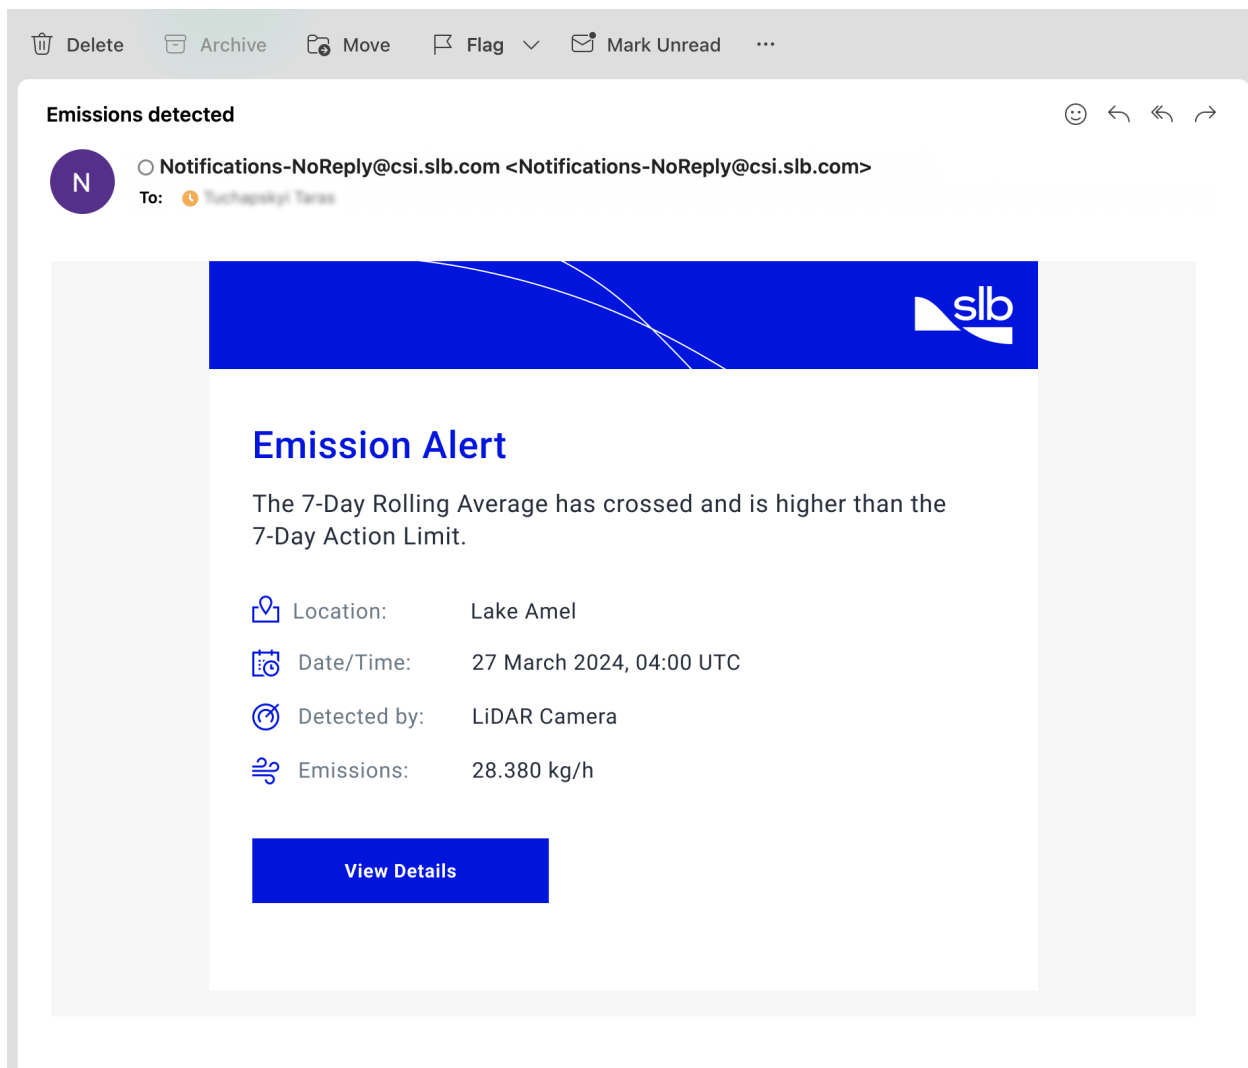 Delete
Archive
Move
Flag
Mark Unread
Emissions detected
N
Notifications-NoReply@csi.slb.com <Notifications-NoReply@csi.slb.com>
To:
slb
Emission Alert
The 7-Day Rolling Average has crossed and is higher than the
7-Day Action Limit.
Location: Lake Amel
Date/Time: 27 March 2024, 04:00 UTC
Detected by: LiDAR Camera
Emissions: 28.380 kg/h
View Details